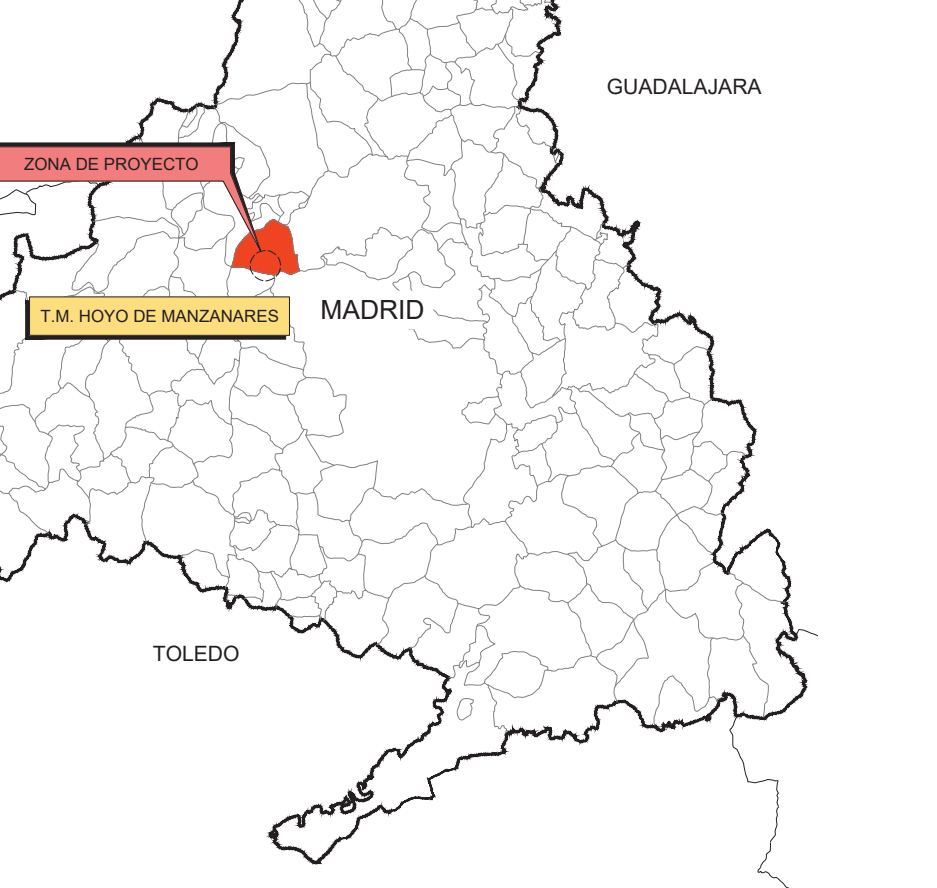 GUADALAJARA
ZONA DE PROYECTO
MADRID
T.M. HOYO DE MANZANARES
TOLEDO